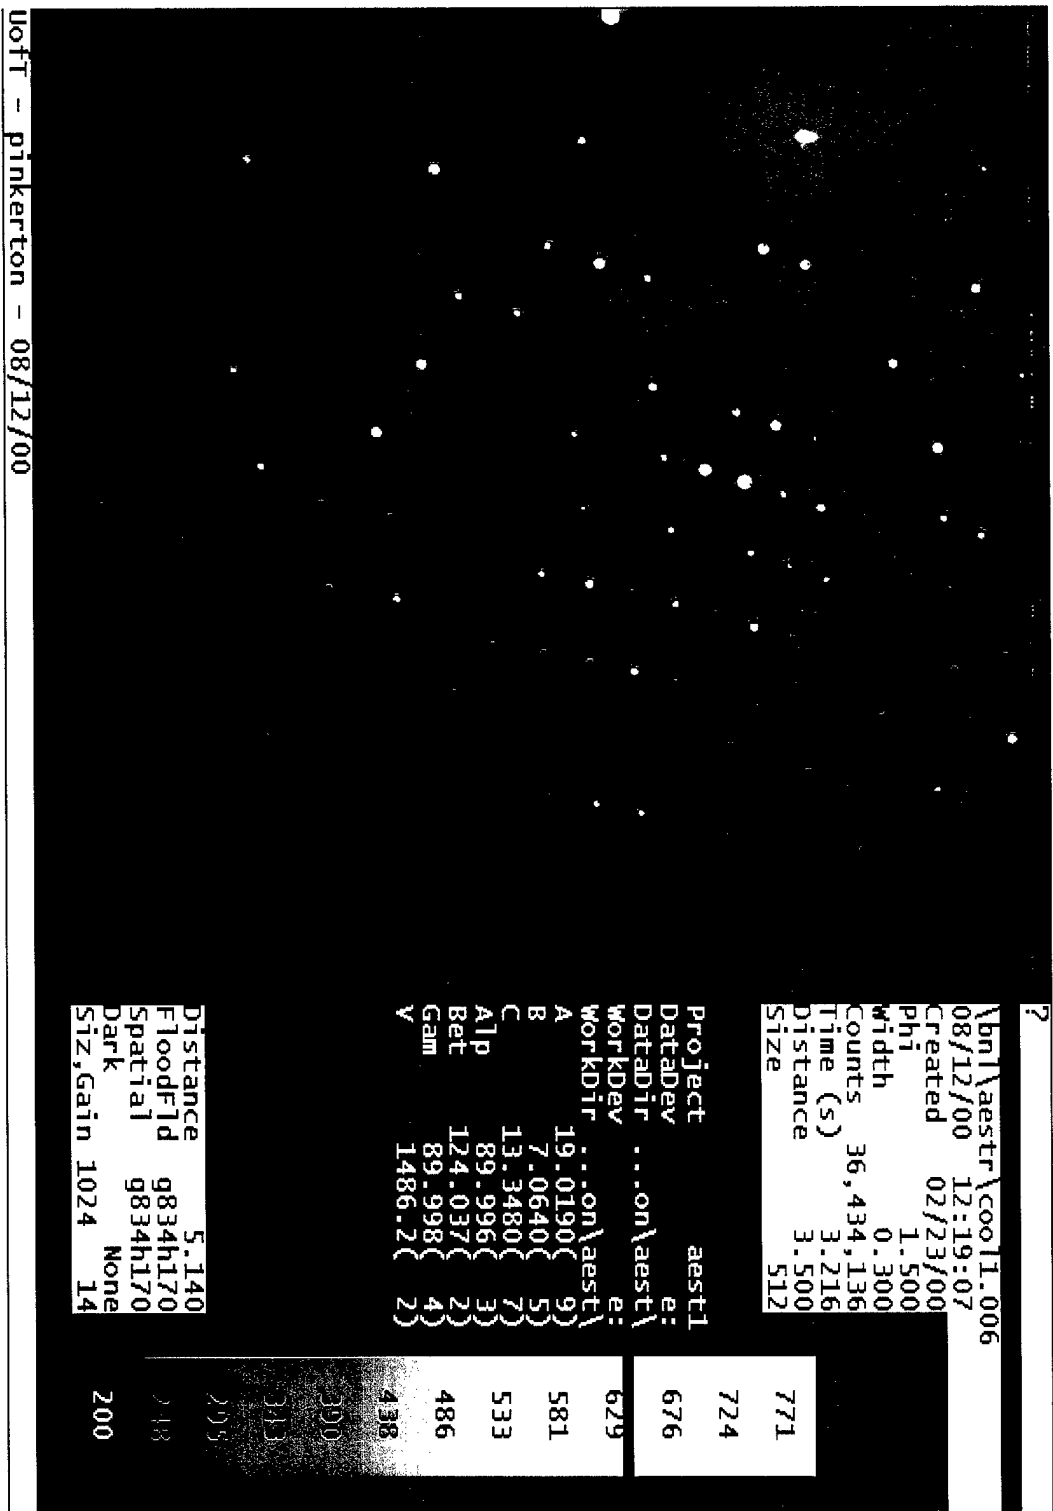 ?
\bnl\aestr\cool1.006
08/12/00 12:19:07
Created 02/23/00
Phi 1.500
Width 0.300
Counts 36,434,136
Time (s) 3.216
Distance 3.500
Size 512
Project aest1
DataDev e:
DataDir ...on\aest\
WorkDev e:
WorkDir ...on\aest\
A 19.0190( 9)
B 7.0640( 5)
C 13.3480( 7)
Alp 89.996( 3)
Bet 124.037( 2)
Gam 89.998( 4)
V 1486.2( 2)
Distance 5.140
FloodFld g834h170
Spatial g834h170
Dark None
Siz,Gain 1024 14
771
724
676
629
581
533
486
438
390
343
295
248
200
UofT - pinkerton - 08/12/00